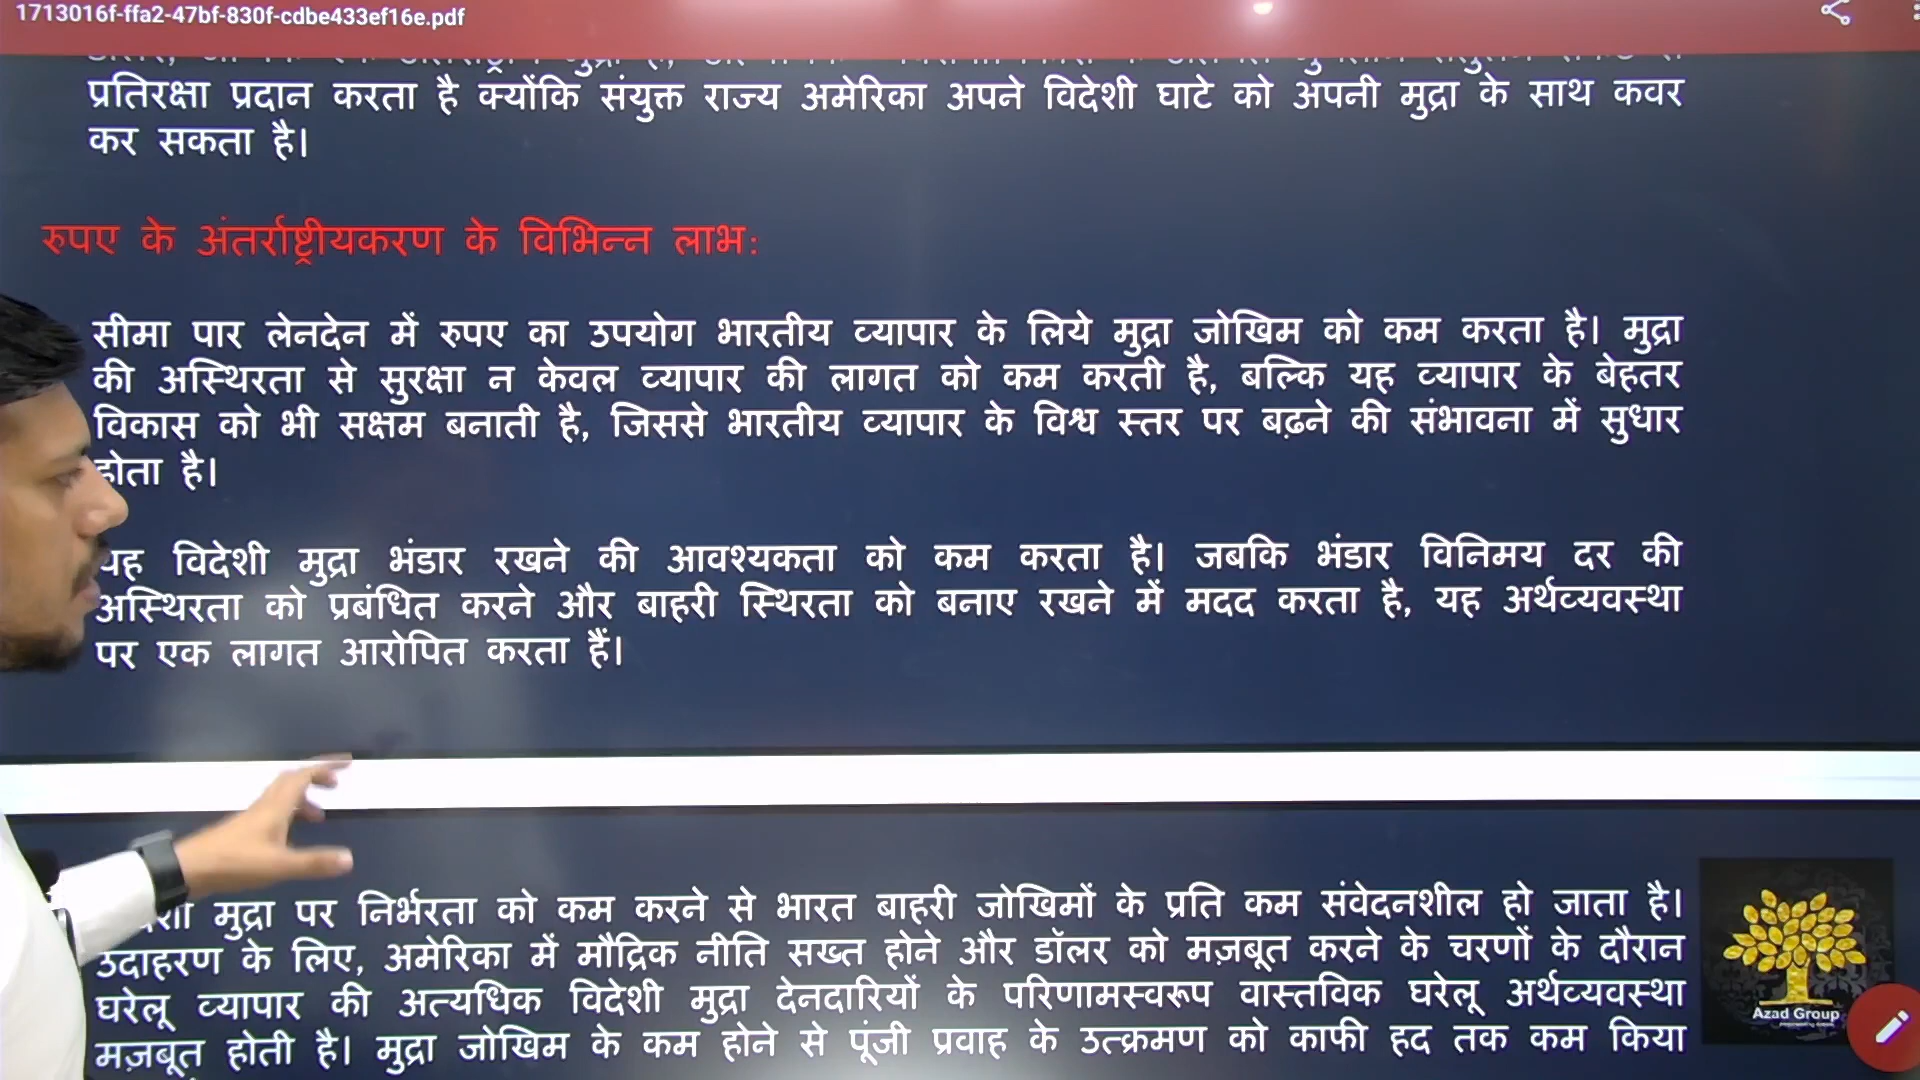 1713016f-ffa2-47bf-830f-cdbe433ef16e.pdf
प्रतिरक्षा प्रदान करता है क्योंकि संयुक्त राज्य अमेरिका अपने विदेशी घाटे को अपनी मुद्रा के साथ कवर
कर सकता है।
रुपए के अंतर्राष्ट्रीयकरण के विभिन्न लाभ:
सीमा पार लेनदेन में रुपए का उपयोग भारतीय व्यापार के लिये मुद्रा जोखिम को कम करता है। मुद्रा
की अस्थिरता से सुरक्षा न केवल व्यापार की लागत को कम करती है, बल्कि यह व्यापार के बेहतर
विकास को भी सक्षम बनाती है, जिससे भारतीय व्यापार के विश्व स्तर पर बढ़ने की संभावना में सुधार
होता है।
यह विदेशी मुद्रा भंडार रखने की आवश्यकता को कम करता है। जबकि भंडार विनिमय दर की
अस्थिरता को प्रबंधित करने और बाहरी स्थिरता को बनाए रखने में मदद करता है, यह अर्थव्यवस्था
पर एक लागत आरोपित करता हैं।
मुद्रा पर निर्भरता को कम करने से भारत बाहरी जोखिमों के प्रति कम संवेदनशील हो जाता है।
उदाहरण के लिए, अमेरिका में मौद्रिक नीति सख्त होने और डॉलर को मज़बूत करने के चरणों के दौरान
घरेलू व्यापार की अत्यधिक विदेशी मुद्रा देनदारियों के परिणामस्वरूप वास्तविक घरेलू अर्थव्यवस्था
मज़बूत होती है। मुद्रा जोखिम के कम होने से पूंजी प्रवाह के उत्क्रमण को काफी हद तक कम किया
Azad Group